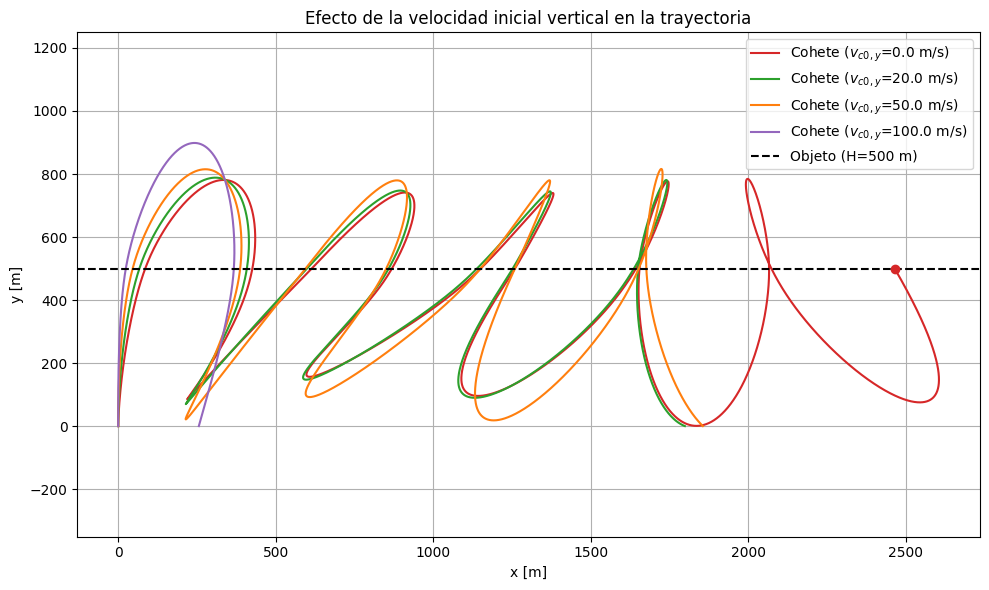 Efecto de la velocidad inicial vertical en la trayectoria
Cohete (v_{c0,y}=0.0 m/s)
Cohete (v_{c0,y}=20.0 m/s)
Cohete (v_{c0,y}=50.0 m/s)
Cohete (v_{c0,y}=100.0 m/s)
Objeto (H=500 m)
y [m]
1200
1000
800
600
400
200
0
−200
0 500 1000 1500 2000 2500
x [m]